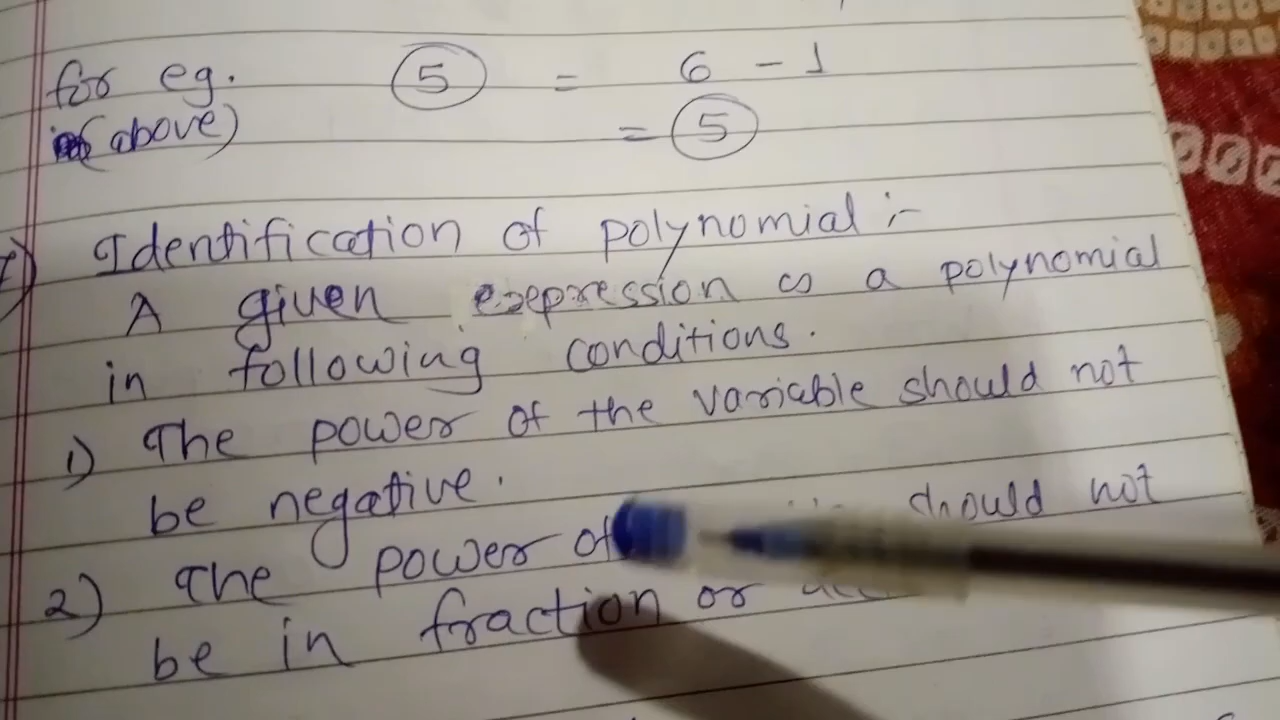 for eg. 5 = 6 - 1
(above) = 5
Identification of polynomial :-
A given expression is a polynomial
in following conditions.
1) The power of the variable should not
be negative.
2) The power of should not
be in fraction or